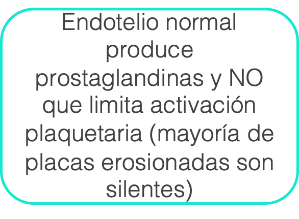 Endotelio normal
produce
prostaglandinas y NO
que limita activación
plaquetaria (mayoría de
placas erosionadas son
silentes)